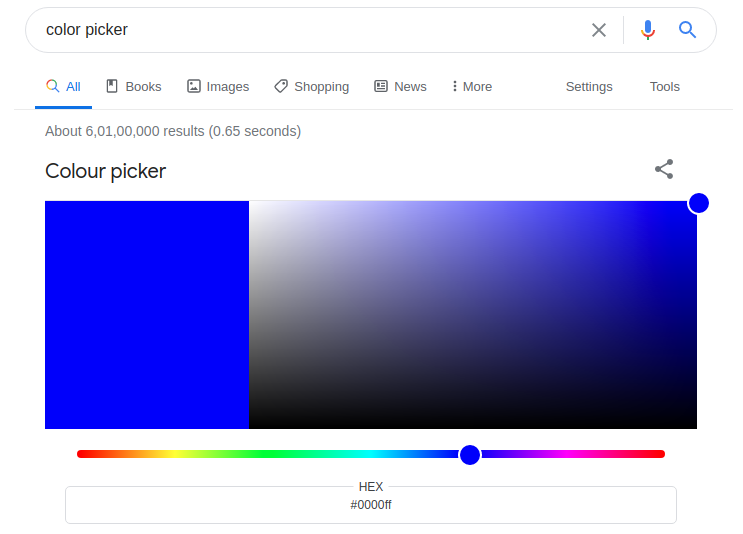 color picker
All Books Images Shopping News More Settings Tools
About 6,01,00,000 results (0.65 seconds)
Colour picker
HEX
#0000ff